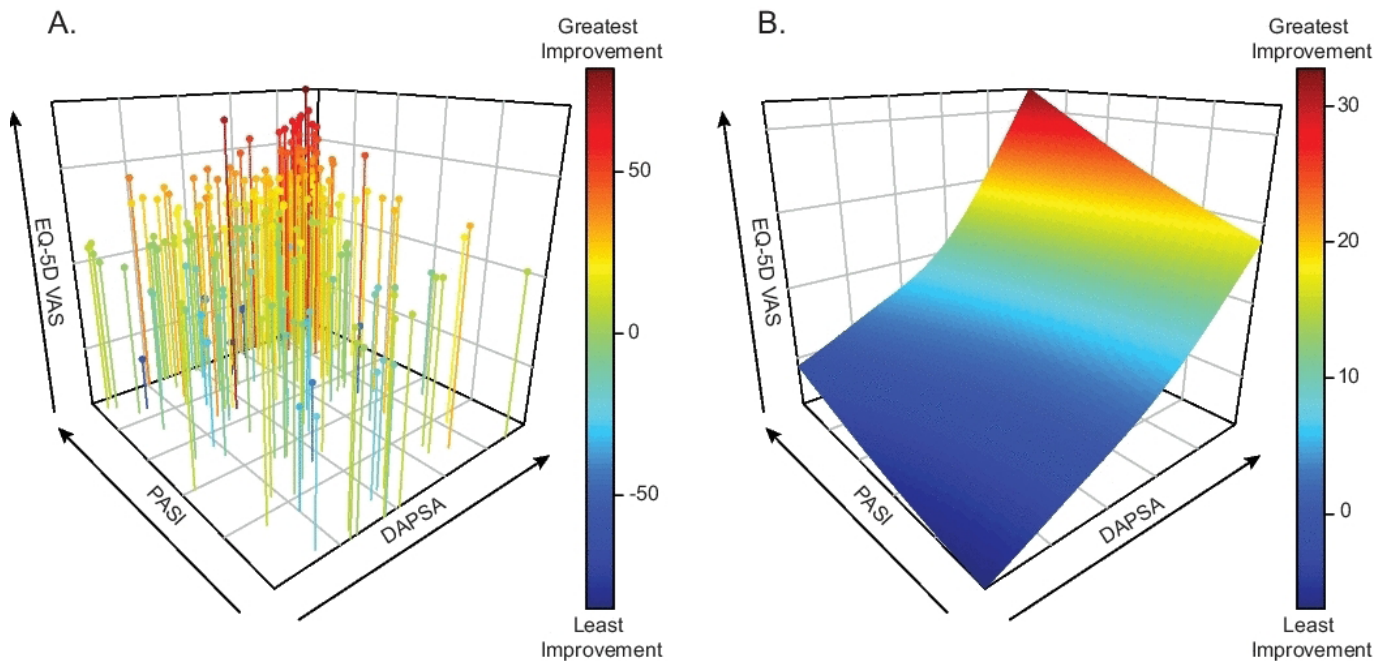 A.
Greatest
Improvement
50
0
-50
Least
Improvement
EQ-5D VAS
PASI
DAPSA
B.
Greatest
Improvement
30
20
10
0
Least
Improvement
EQ-5D VAS
PASI
DAPSA